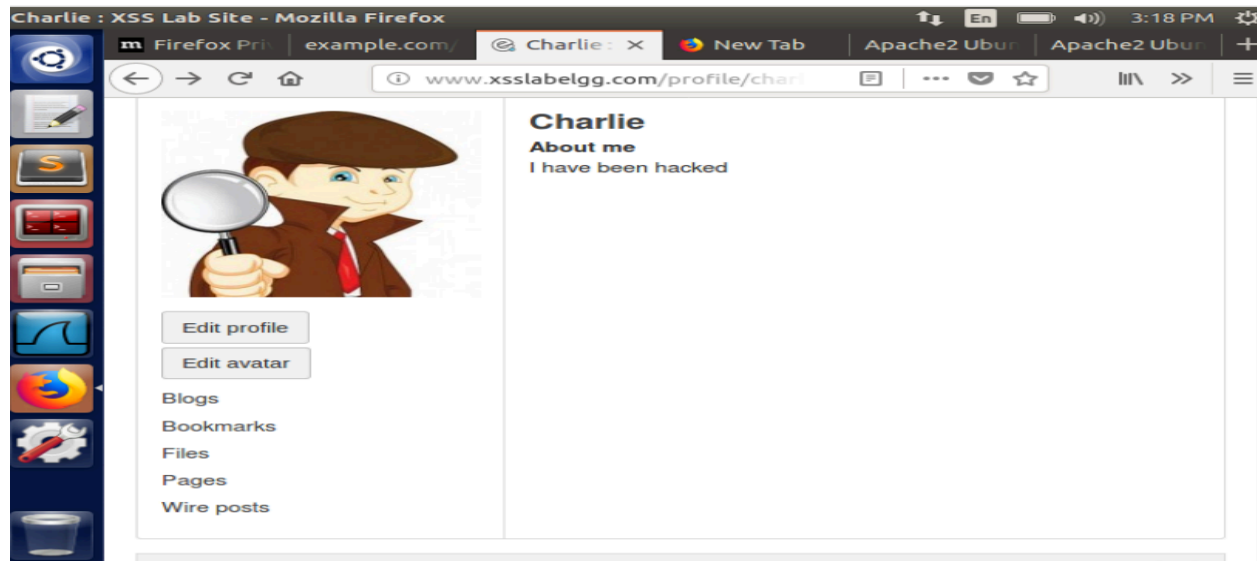 Charlie : XSS Lab Site - Mozilla Firefox
En
3:18 PM
m Firefox Pri
example.com/
Charlie :
New Tab
Apache2 Ubun
Apache2 Ubun
www.xsslabelgg.com/profile/char
Charlie
About me
I have been hacked
Edit profile
Edit avatar
Blogs
Bookmarks
Files
Pages
Wire posts